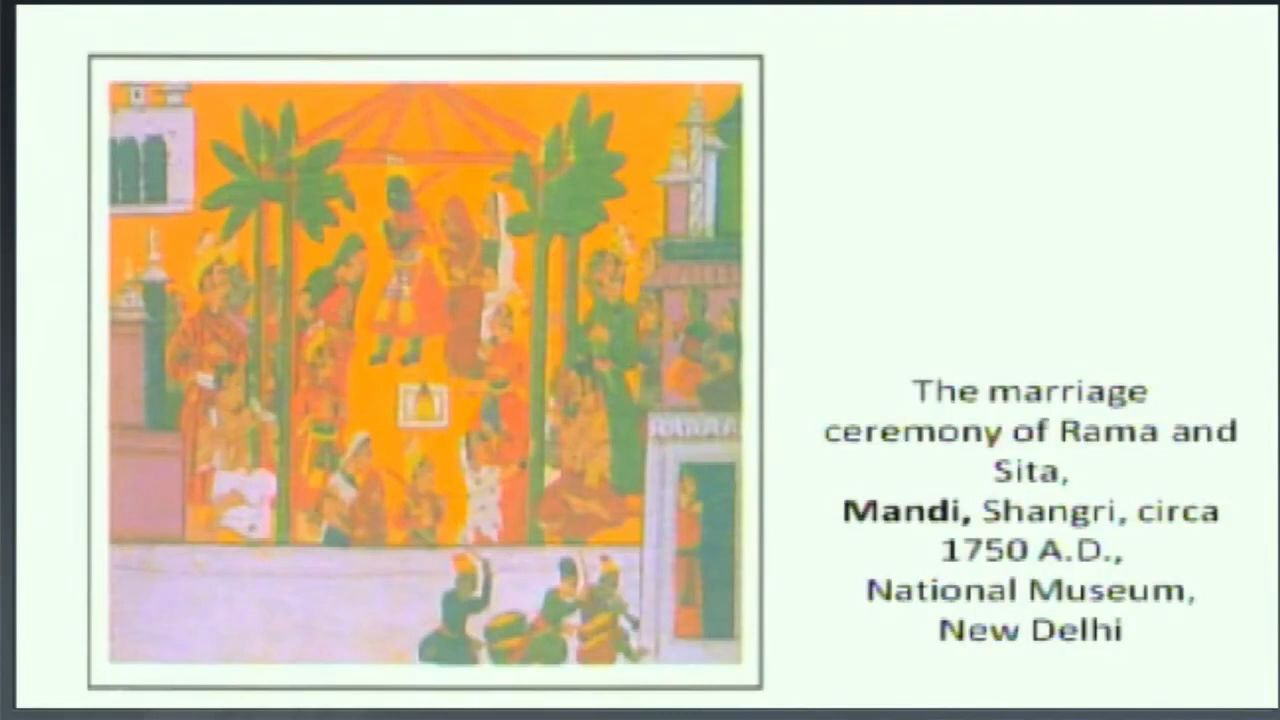 The marriage
ceremony of Rama and
Sita,
Mandi, Shangri, circa
1750 A.D.,
National Museum,
New Delhi